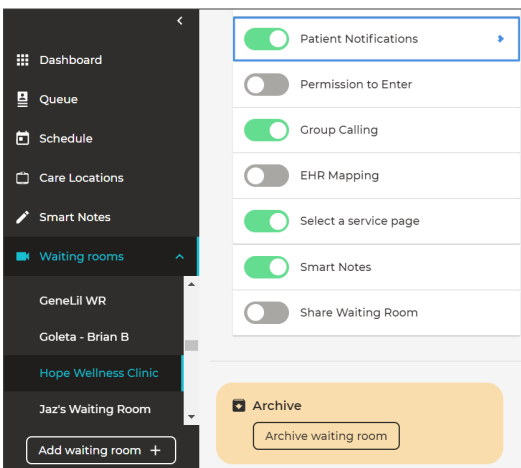 Dashboard
Queue
Schedule
Care Locations
Smart Notes
Waiting rooms
GeneLil WR
Goleta - Brian B
Hope Wellness Clinic
Jaz's Waiting Room
Add waiting room +
Patient Notifications
Permission to Enter
Group Calling
EHR Mapping
Select a service page
Smart Notes
Share Waiting Room
Archive
Archive waiting room